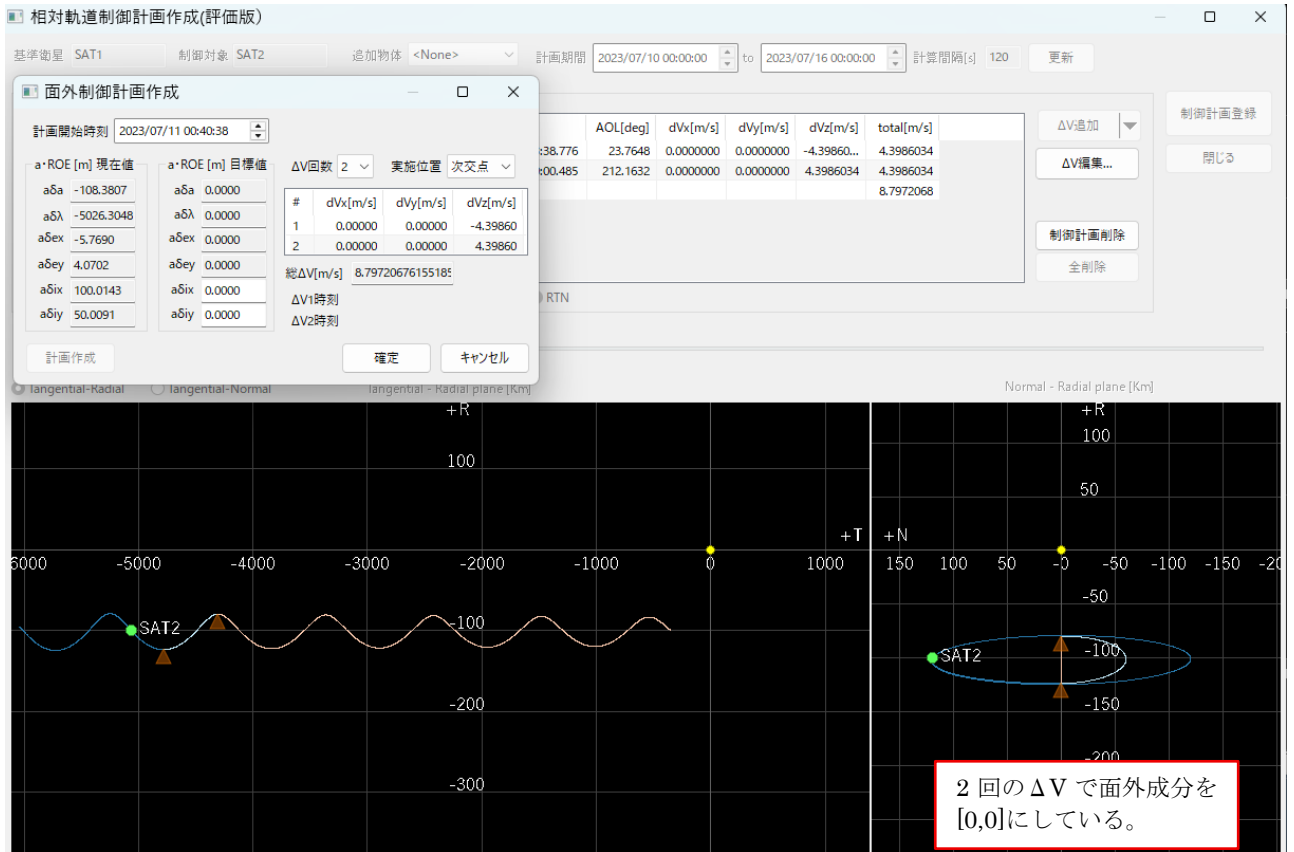 相対軌道制御計画作成(評価版)
基準衛星 SAT1 制御対象 SAT2 追加物体 <None> 計画期間 2023/07/10 00:00:00 to 2023/07/16 00:00:00 計算間隔[s] 120 更新
面外制御計画作成
計画開始時刻 2023/07/11 00:40:38
a・ROE [m] 現在値
aδa -108.3807
aδλ -5026.3048
aδex -5.7690
aδey 4.0702
aδix 100.0143
aδiy 50.0091
a・ROE [m] 目標値
aδa 0.0000
aδλ 0.0000
aδex 0.0000
aδey 0.0000
aδix 0.0000
aδiy 0.0000
ΔV回数 2 実施位置 次交点
# dVx[m/s] dVy[m/s] dVz[m/s]
1 0.00000 0.00000 -4.39860
2 0.00000 0.00000 4.39860
総ΔV[m/s] 8.79720676155185
ΔV1時刻
ΔV2時刻
計画作成 確定 キャンセル
AOL[deg] dVx[m/s] dVy[m/s] dVz[m/s] total[m/s]
:38.776 23.7648 0.0000000 0.0000000 -4.39860... 4.3986034
:00.485 212.1632 0.0000000 0.0000000 4.3986034 4.3986034
8.7972068
ΔV追加
ΔV編集...
制御計画削除
全削除
制御計画登録
閉じる
RTN
Tangential-Radial Tangential-Normal Tangential - Radial plane [Km]
Normal - Radial plane [Km]
+R
100
+T
6000 -5000 -4000 -3000 -2000 -1000 0 1000
SAT2
-100
-200
-300
+R
100
50
+N
150 100 50 -0 -50 -100 -150 -20
-50
SAT2
-100
-150
-200
2 回の ΔV で面外成分を
[0,0]にしている。